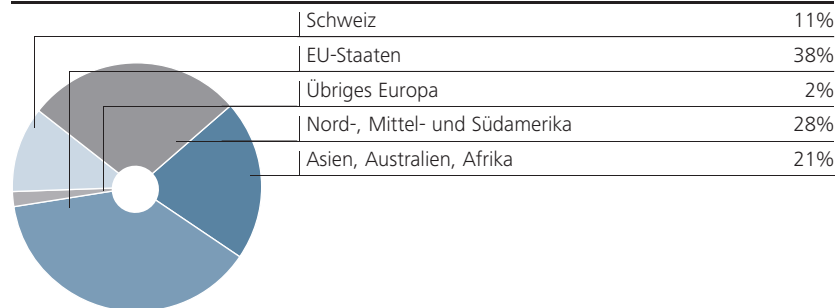 Schweiz 11%
EU-Staaten 38%
Übriges Europa 2%
Nord-, Mittel- und Südamerika 28%
Asien, Australien, Afrika 21%